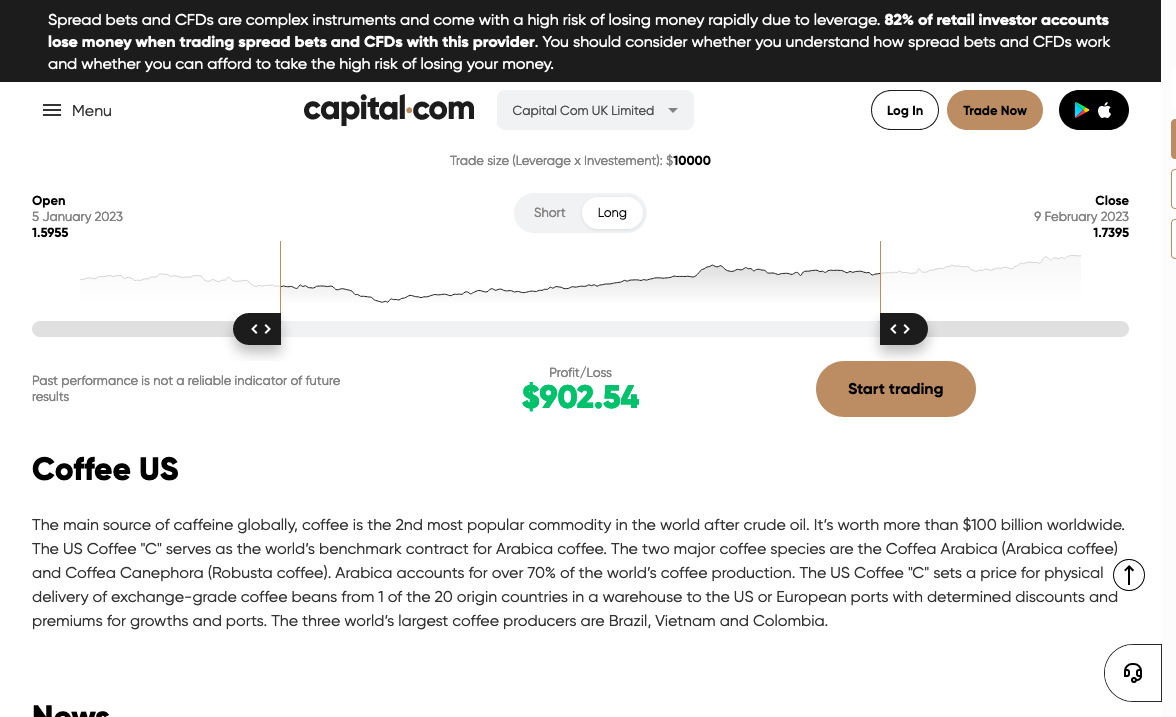 Spread bets and CFDs are complex instruments and come with a high risk of losing money rapidly due to leverage. 82% of retail investor accounts
lose money when trading spread bets and CFDs with this provider. You should consider whether you understand how spread bets and CFDs work
and whether you can afford to take the high risk of losing your money.
Menu
capital.com
Capital Com UK Limited
Log In
Trade Now
Trade size (Leverage x Investement): $10000
Open
5 January 2023
1.5955
Short
Long
Close
9 February 2023
1.7395
Past performance is not a reliable indicator of future
results
Profit/Loss
$902.54
Start trading
Coffee US
The main source of caffeine globally, coffee is the 2nd most popular commodity in the world after crude oil. It’s worth more than $100 billion worldwide.
The US Coffee "C" serves as the world’s benchmark contract for Arabica coffee. The two major coffee species are the Coffea Arabica (Arabica coffee)
and Coffea Canephora (Robusta coffee). Arabica accounts for over 70% of the world’s coffee production. The US Coffee "C" sets a price for physical
delivery of exchange-grade coffee beans from 1 of the 20 origin countries in a warehouse to the US or European ports with determined discounts and
premiums for growths and ports. The three world’s largest coffee producers are Brazil, Vietnam and Colombia.
News